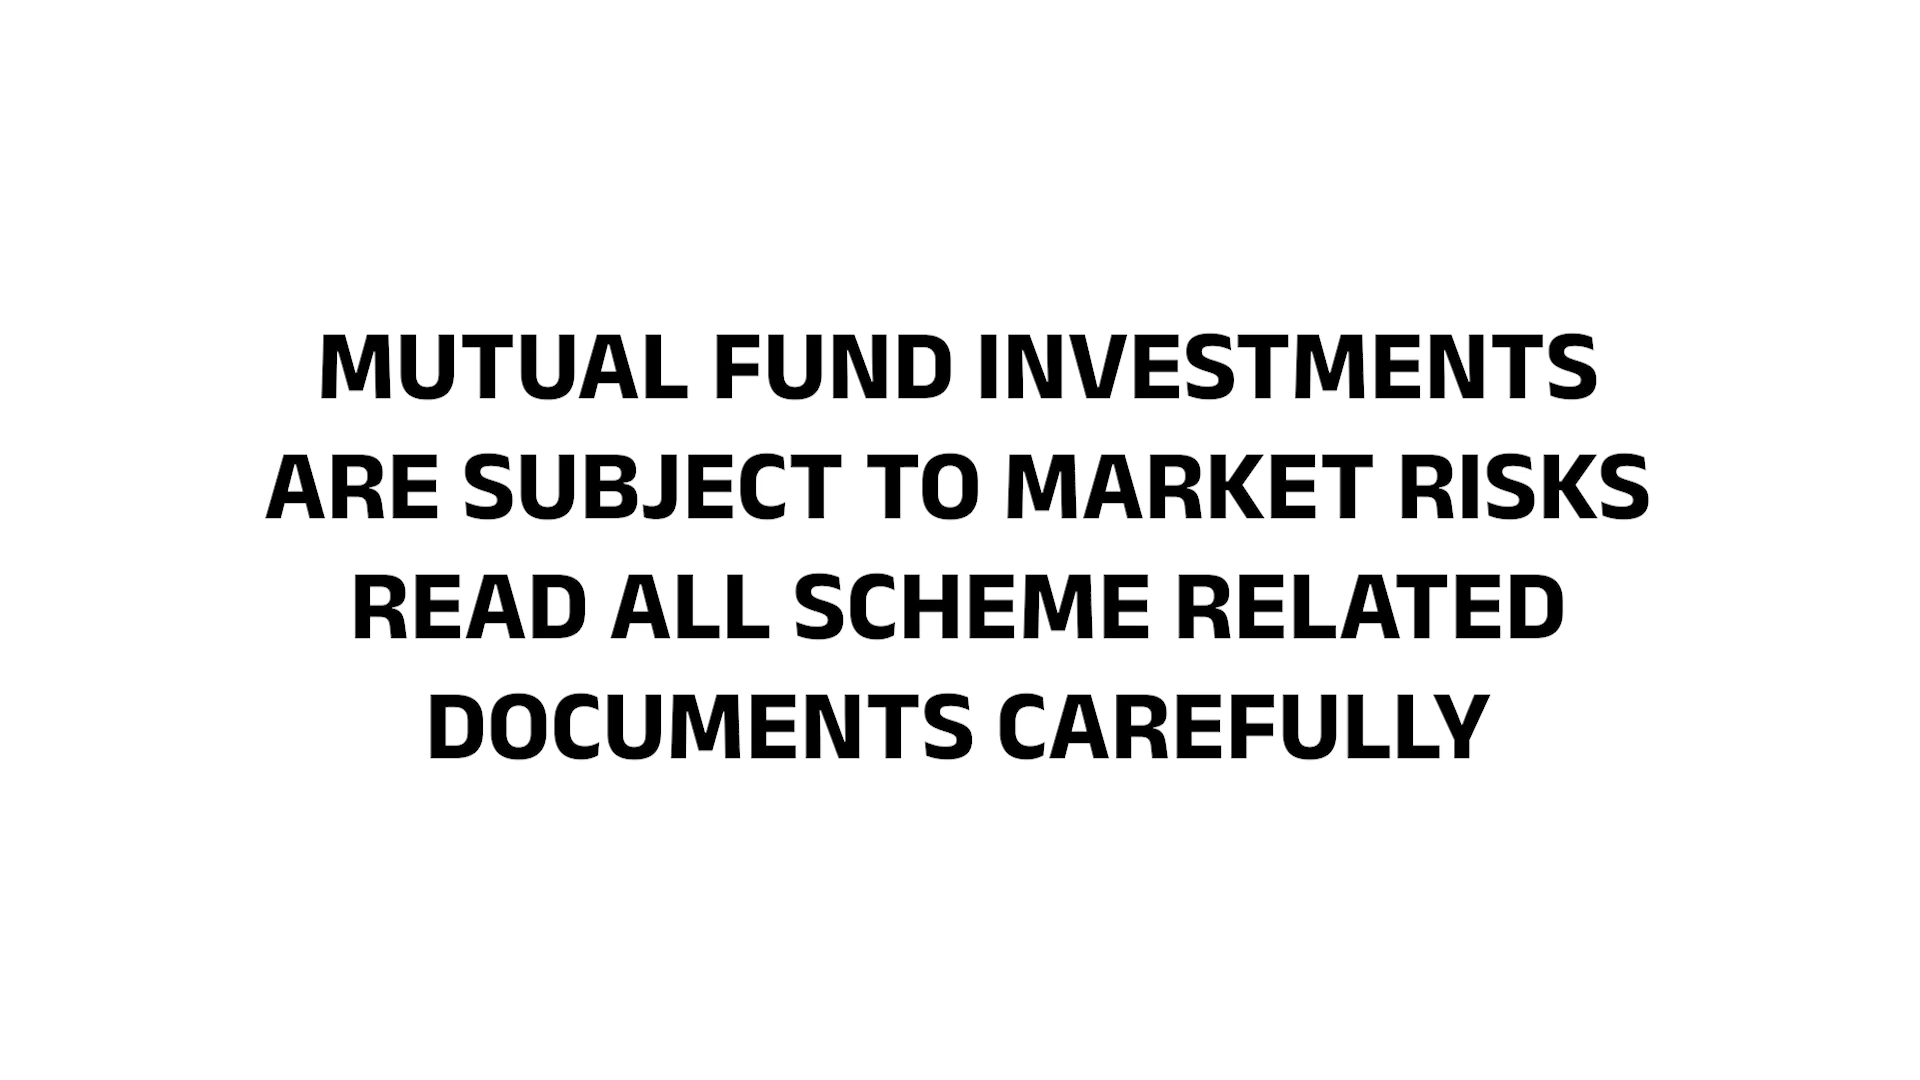 MUTUAL FUND INVESTMENTS
ARE SUBJECT TO MARKET RISKS
READ ALL SCHEME RELATED
DOCUMENTS CAREFULLY